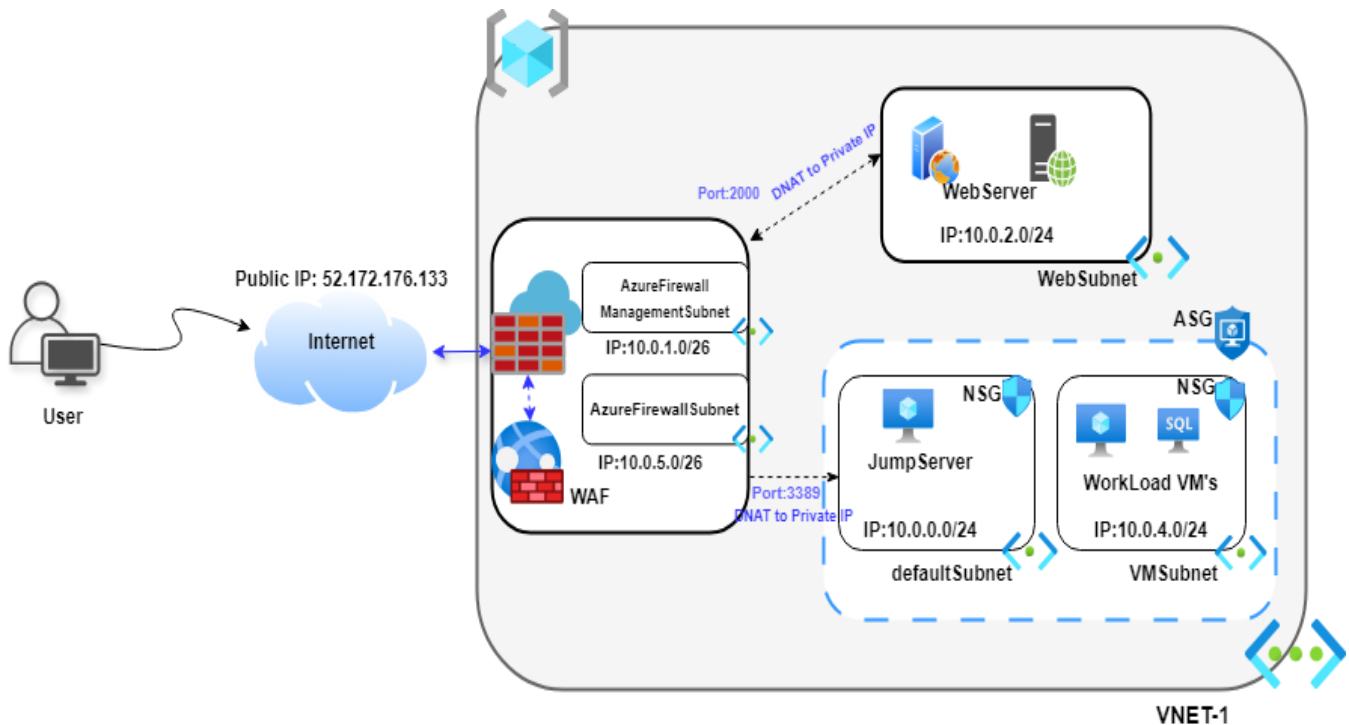 User
Public IP: 52.172.176.133
Internet
AzureFirewall
ManagementSubnet
IP:10.0.1.0/26
AzureFirewallSubnet
IP:10.0.5.0/26
WAF
Port:2000
DNAT to Private IP
WebServer
IP:10.0.2.0/24
WebSubnet
Port:3389
DNAT to Private IP
ASG
NSG
JumpServer
IP:10.0.0.0/24
defaultSubnet
NSG
SQL
WorkLoad VM's
IP:10.0.4.0/24
VMSubnet
VNET-1